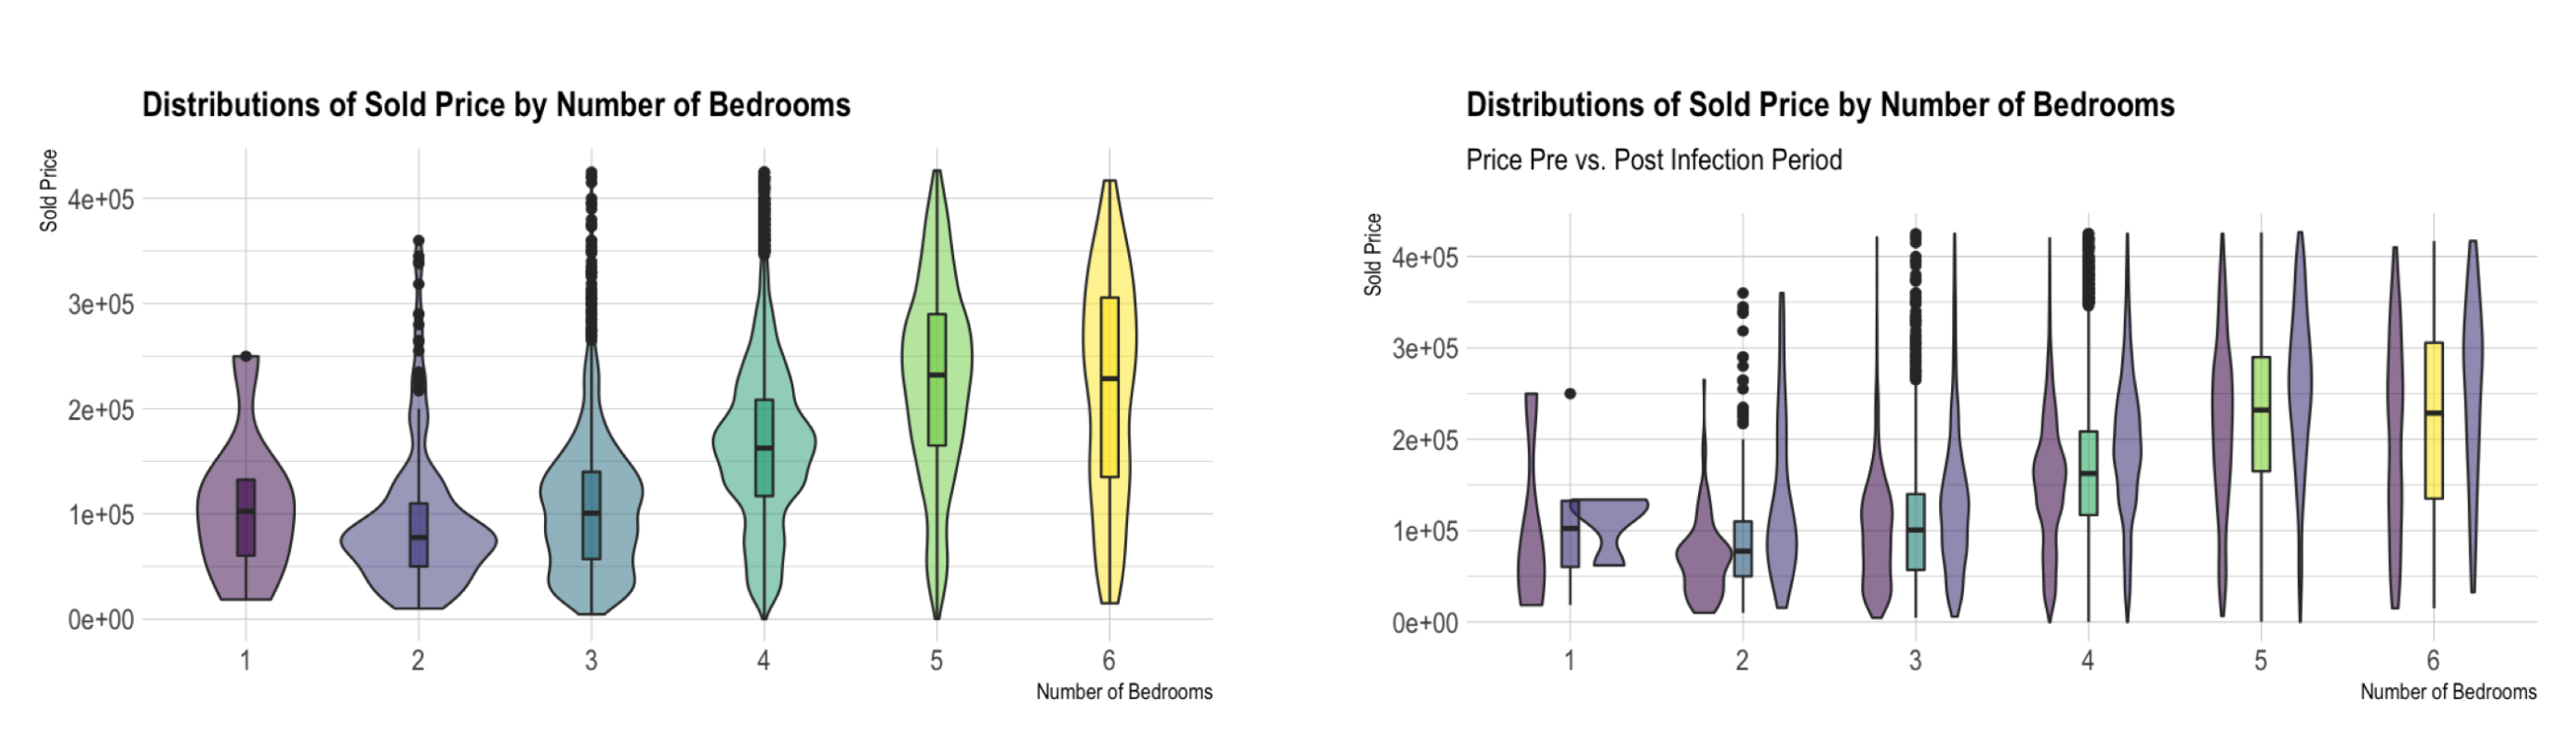 Distributions of Sold Price by Number of Bedrooms
Sold Price
4e+05
3e+05
2e+05
1e+05
0e+00
1 2 3 4 5 6
Number of Bedrooms
Distributions of Sold Price by Number of Bedrooms
Price Pre vs. Post Infection Period
Sold Price
4e+05
3e+05
2e+05
1e+05
0e+00
1 2 3 4 5 6
Number of Bedrooms